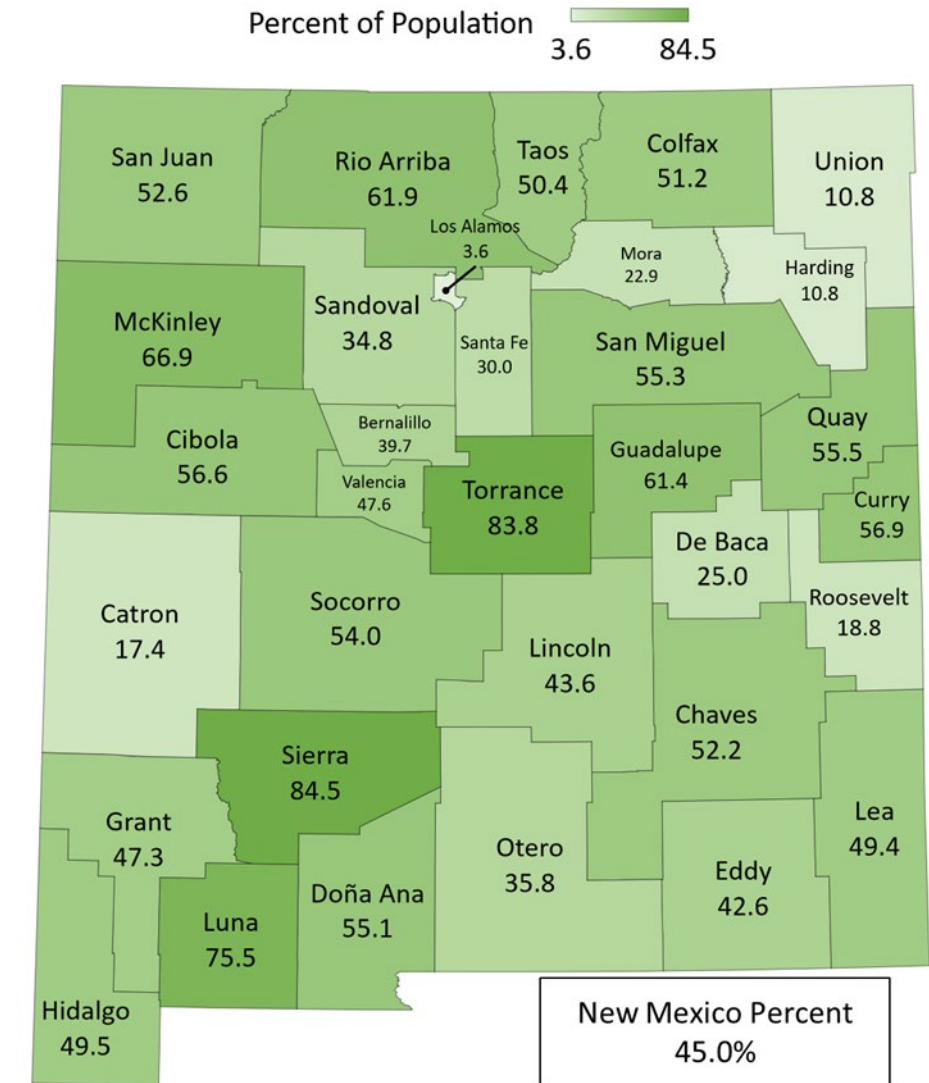 Percent of Population
3.6 84.5
San Juan
52.6
Rio Arriba
61.9
Taos
50.4
Colfax
51.2
Union
10.8
Los Alamos
3.6
Mora
22.9
Harding
10.8
McKinley
66.9
Sandoval
34.8
Santa Fe
30.0
San Miguel
55.3
Quay
55.5
Cibola
56.6
Bernalillo
39.7
Valencia
47.6
Torrance
83.8
Guadalupe
61.4
Curry
56.9
De Baca
25.0
Catron
17.4
Socorro
54.0
Roosevelt
18.8
Lincoln
43.6
Chaves
52.2
Sierra
84.5
Grant
47.3
Lea
49.4
Otero
35.8
Eddy
42.6
Doña Ana
55.1
Luna
75.5
Hidalgo
49.5
New Mexico Percent
45.0%